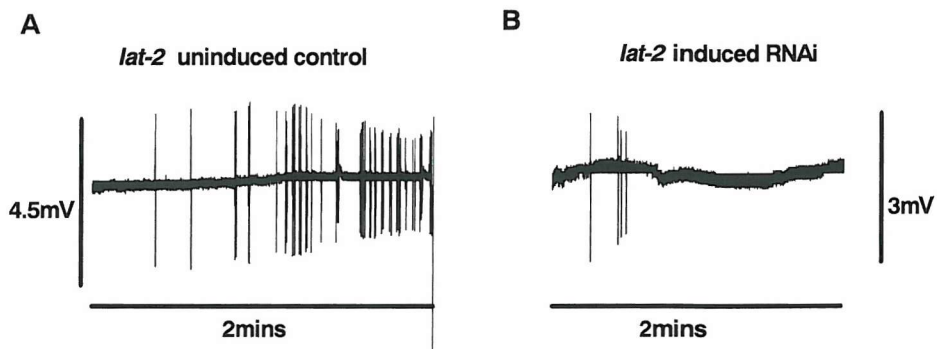 A
lat-2 uninduced control
4.5mV
2mins
B
lat-2 induced RNAi
3mV
2mins